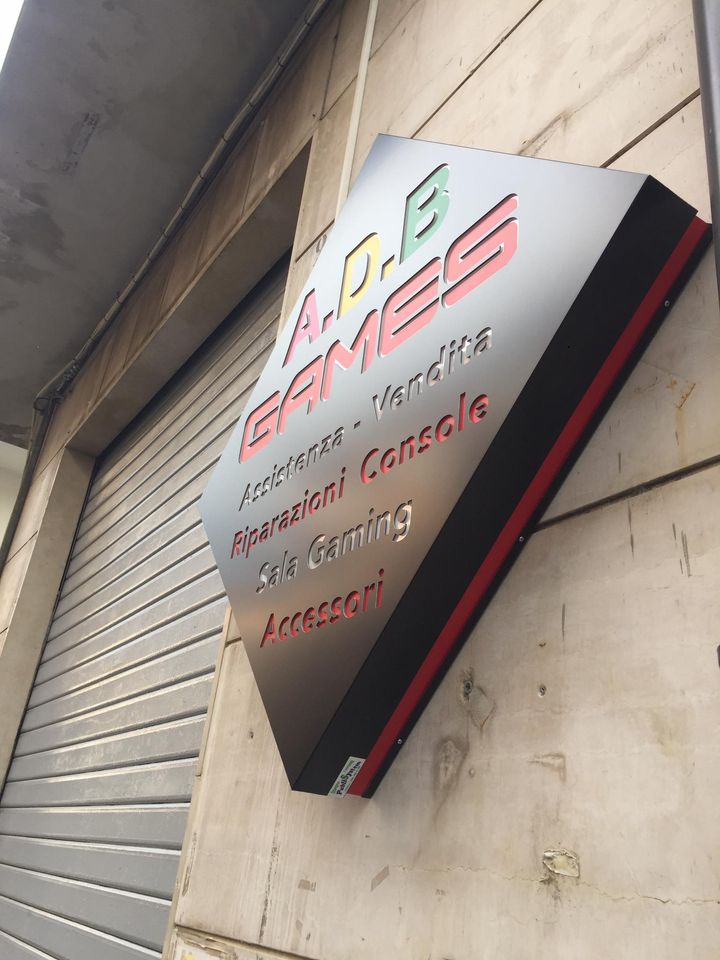 A.D.B
GAMES
Assistenza - Vendita
Riparazioni Console
Sala Gaming
Accessori